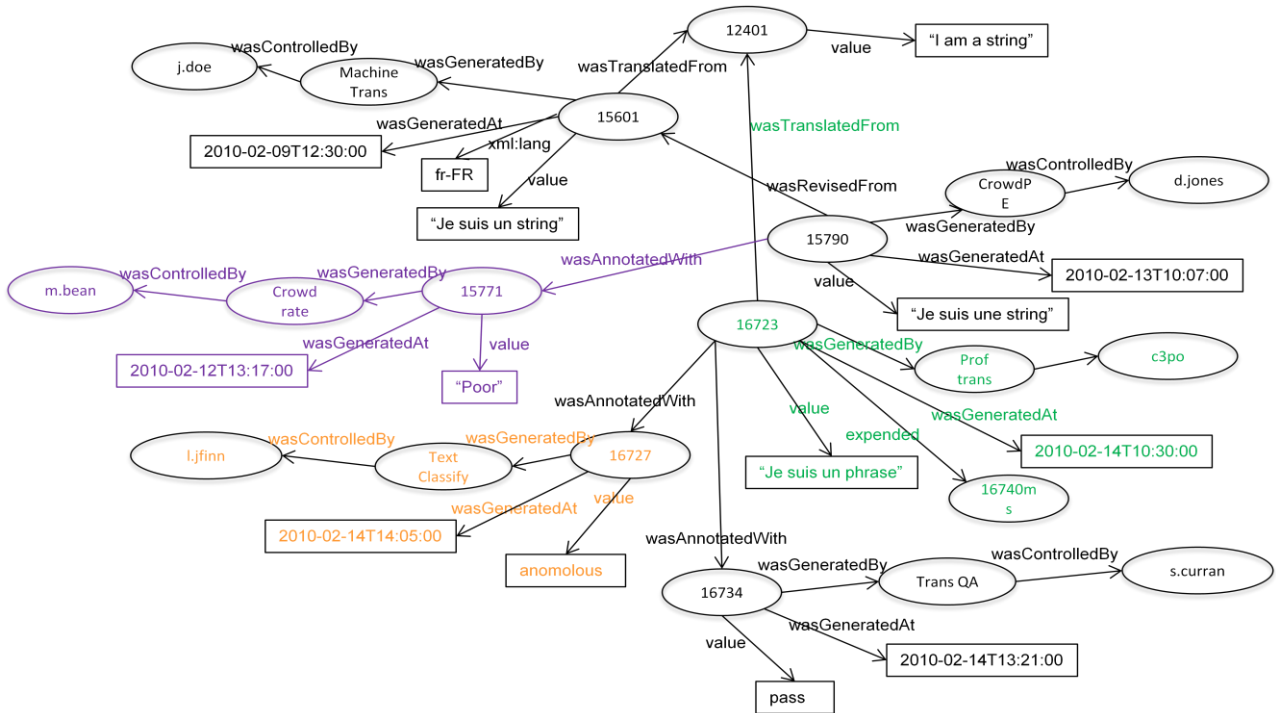 12401
value
“I am a string”
wasControlledBy
j.doe
Machine
Trans
wasGeneratedBy
wasTranslatedFrom
15601
wasGeneratedAt
2010-02-09T12:30:00
xml:lang
fr-FR
value
“Je suis un string”
wasTranslatedFrom
wasRevisedFrom
wasControlledBy
CrowdP
E
d.jones
wasGeneratedBy
15790
wasGeneratedAt
2010-02-13T10:07:00
value
“Je suis une string”
wasAnnotatedWith
wasControlledBy
wasGeneratedBy
m.bean
Crowd
rate
15771
wasGeneratedAt
value
2010-02-12T13:17:00
“Poor”
16723
wasGeneratedBy
Prof
trans
c3po
wasAnnotatedWith
value
wasGeneratedAt
expended
2010-02-14T10:30:00
“Je suis un phrase”
16740m
s
wasControlledBy
wasGeneratedBy
l.jfinn
Text
Classify
16727
value
wasGeneratedAt
2010-02-14T14:05:00
anomolous
wasAnnotatedWith
wasGeneratedBy
wasControlledBy
16734
Trans QA
s.curran
wasGeneratedAt
value
2010-02-14T13:21:00
pass